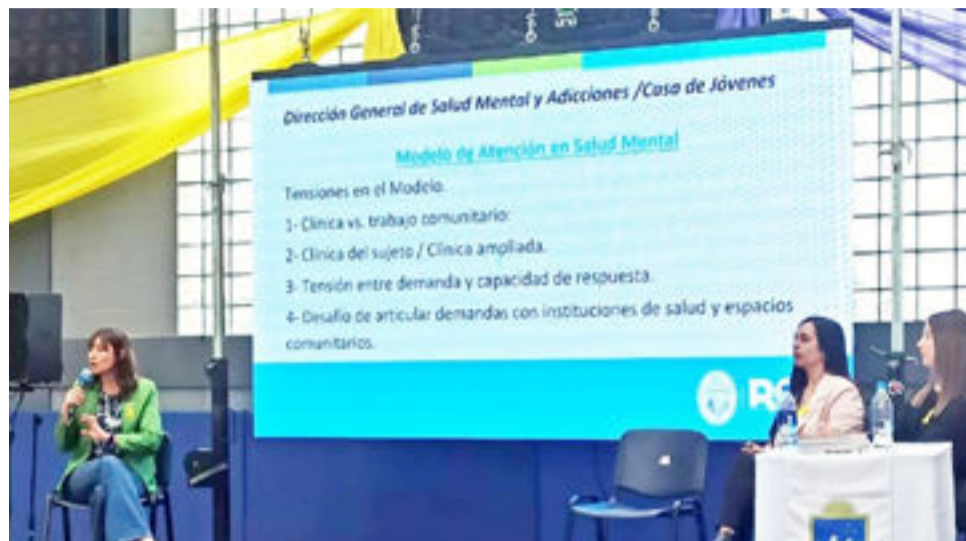 Dirección General de Salud Mental y Adicciones /Casa de Jóvenes
Modelo de Atención en Salud Mental
Tensiones en el Modelo.
1- Clínica vs. trabajo comunitario:
2- Clínica del sujeto / Clínica ampliada.
3- Tensión entre demanda y capacidad de respuesta.
4- Desafío de articular demandas con instituciones de salud y espacios
comunitarios.